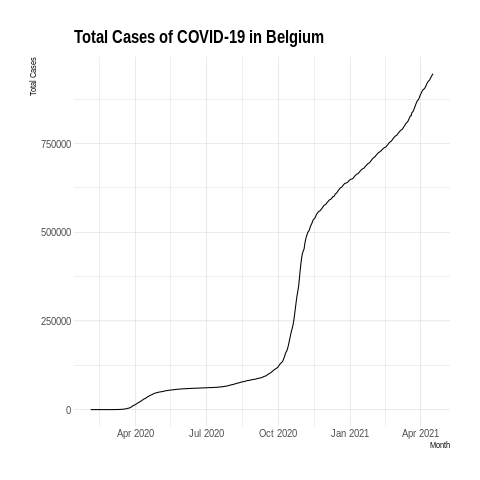 Total Cases of COVID-19 in Belgium
Total Cases
750000
500000
250000
0
Apr 2020 Jul 2020 Oct 2020 Jan 2021 Apr 2021
Month